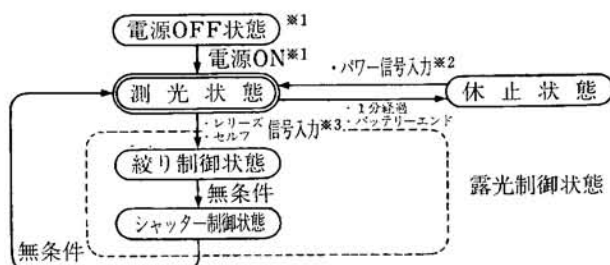 電源OFF状態※1
電源ON※1
・パワー信号入力※2
測光状態
休止状態
・1分経過
・バッテリーエンド
・レリーズ
セルフ
信号入力※3
絞り制御状態
無条件
露光制御状態
シャッター制御状態
無条件